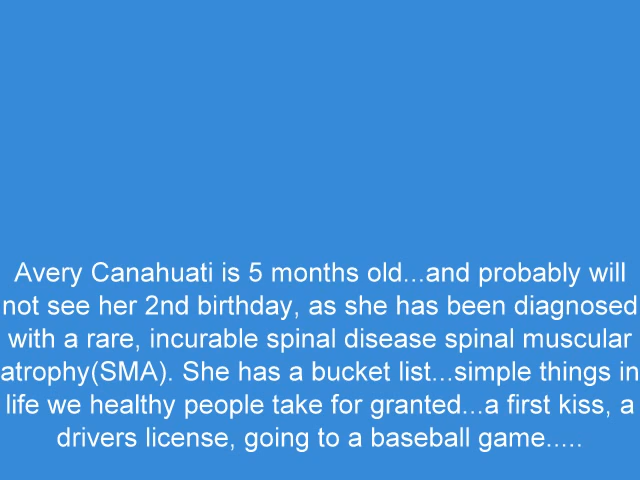 Avery Canahuati is 5 months old...and probably will
not see her 2nd birthday, as she has been diagnosed
with a rare, incurable spinal disease spinal muscular
atrophy(SMA). She has a bucket list...simple things in
life we healthy people take for granted...a first kiss, a
drivers license, going to a baseball game.....